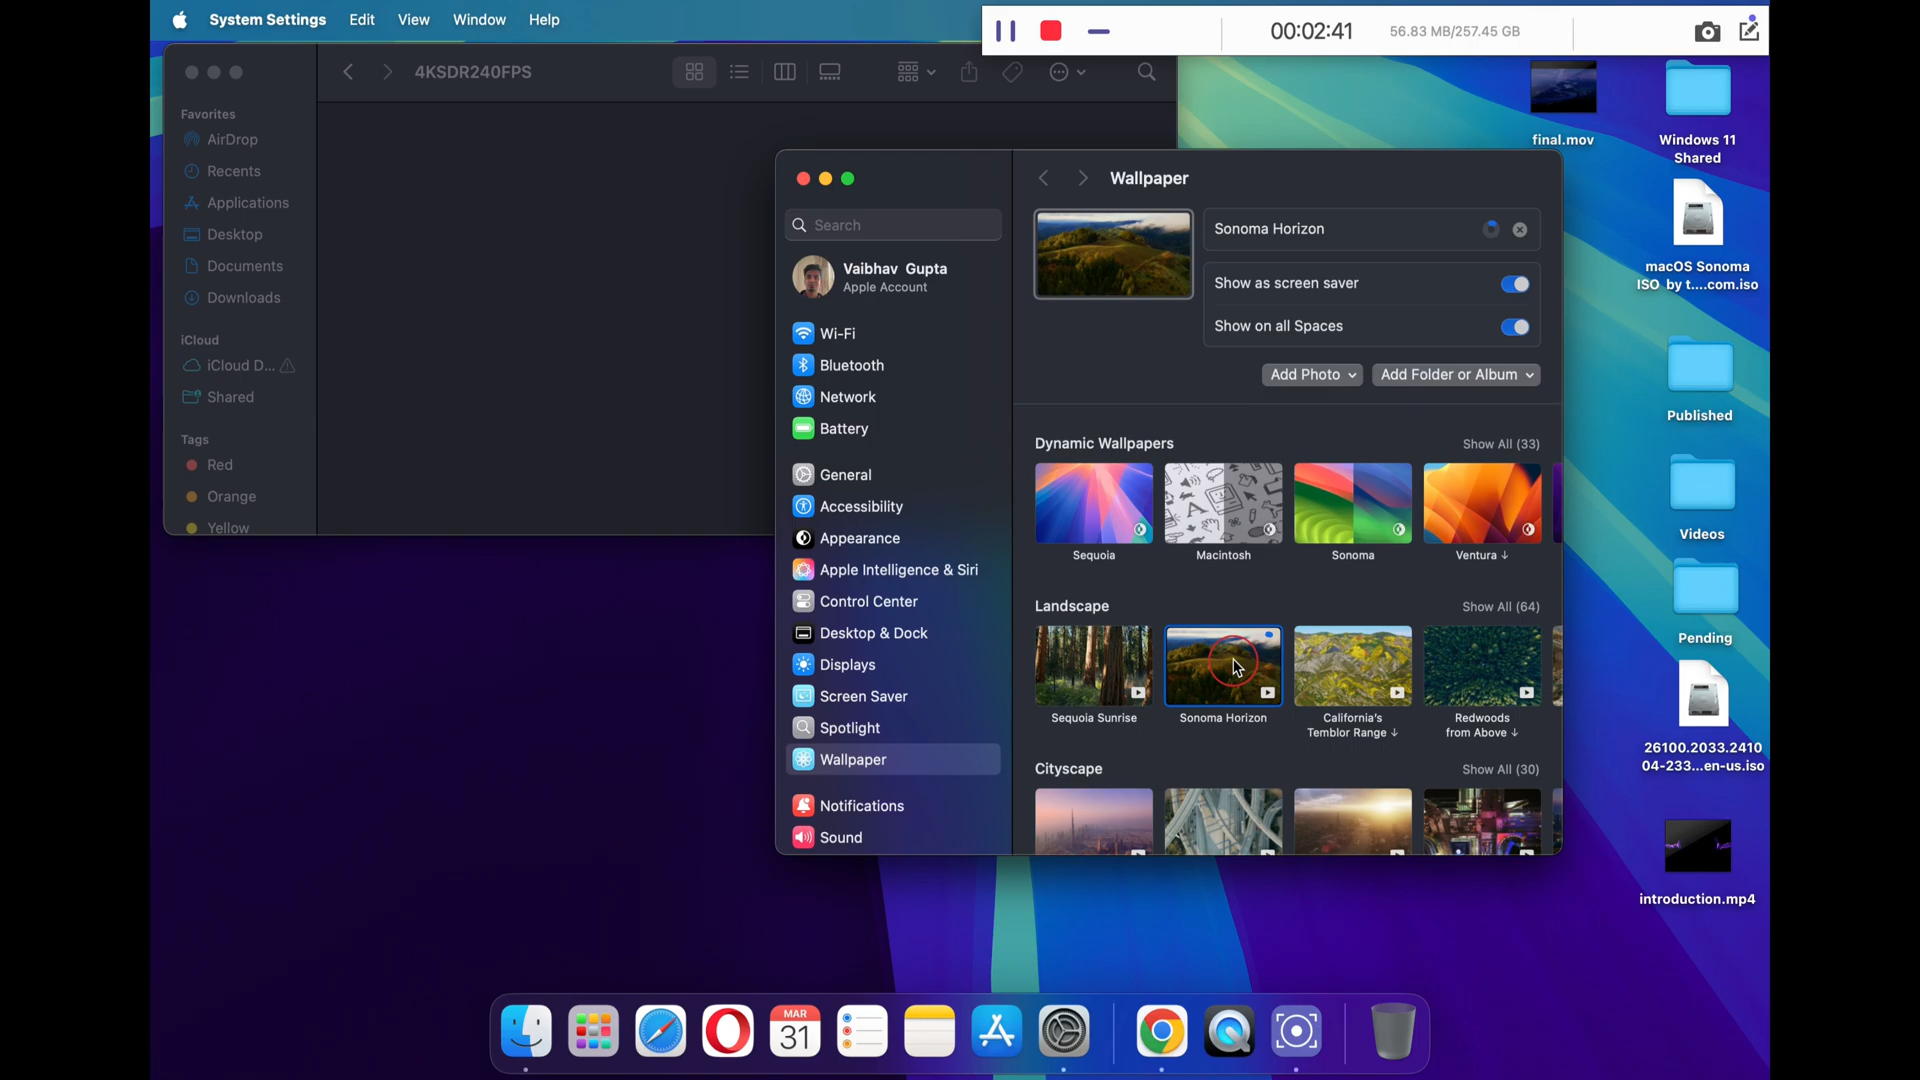 System Settings Edit View Window Help
00:02:41 56.83 MB/257.45 GB
4KSDR240FPS
Favorites
AirDrop
Recents
Applications
Desktop
Documents
Downloads
iCloud
iCloud D...
Shared
Tags
Red
Orange
Yellow
Search
Vaibhav Gupta
Apple Account
Wi-Fi
Bluetooth
Network
Battery
General
Accessibility
Appearance
Apple Intelligence & Siri
Control Center
Desktop & Dock
Displays
Screen Saver
Spotlight
Wallpaper
Notifications
Sound
Wallpaper
Sonoma Horizon
Show as screen saver
Show on all Spaces
Add Photo Add Folder or Album
Dynamic Wallpapers Show All (33)
Sequoia Macintosh Sonoma Ventura ↓
Landscape Show All (64)
Sequoia Sunrise Sonoma Horizon California's Redwoods
Temblor Range ↓ from Above ↓
Cityscape Show All (30)
final.mov
Windows 11
Shared
macOS Sonoma
ISO by t....com.iso
Published
Videos
Pending
26100.2033.2410
04-233...en-us.iso
introduction.mp4
MAR
31